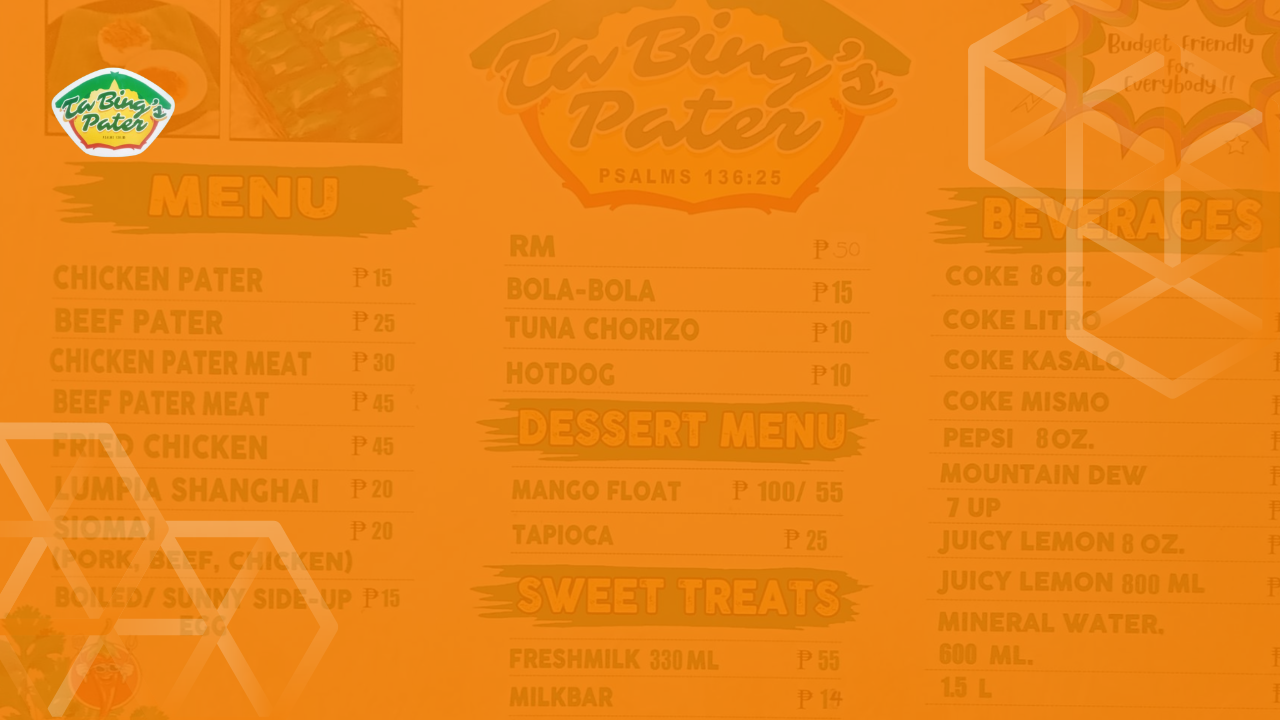 Ta Bing's
Pater
MENU
CHICKEN PATER ₱15
BEEF PATER ₱25
CHICKEN PATER MEAT ₱30
BEEF PATER MEAT ₱45
FRIED CHICKEN ₱45
LUMPIA SHANGHAI ₱20
SIOMAI ₱20
(PORK, BEEF, CHICKEN)
BOILED/ SUNNY SIDE-UP ₱15
EGG
Ta Bing's
Pater
PSALMS 136:25
RM ₱50
BOLA-BOLA ₱15
TUNA CHORIZO ₱10
HOTDOG ₱10
DESSERT MENU
MANGO FLOAT ₱ 100/ 55
TAPIOCA ₱25
SWEET TREATS
FRESHMILK 330ML ₱55
MILKBAR ₱14
Budget Friendly
for
Everybody !!
BEVERAGES
COKE 8OZ.
COKE LITRO
COKE KASALO
COKE MISMO
PEPSI 8OZ.
MOUNTAIN DEW
7 UP
JUICY LEMON 8 OZ.
JUICY LEMON 800 ML
MINERAL WATER,
600 ML.
1.5 L